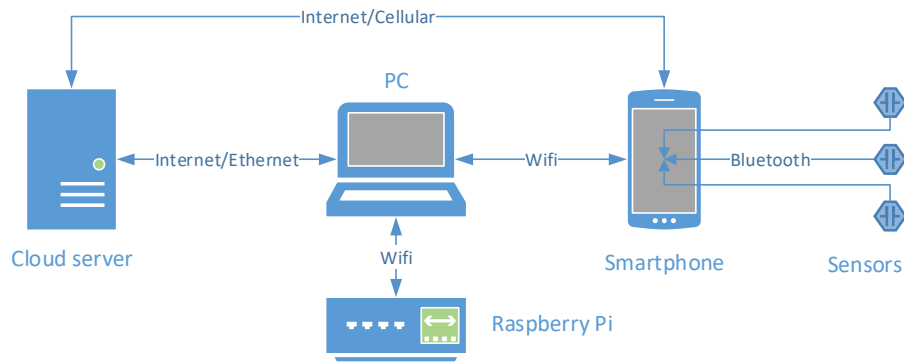 Internet/Cellular
PC
Internet/Ethernet
Wifi
Bluetooth
Cloud server
Wifi
Smartphone
Sensors
Raspberry Pi